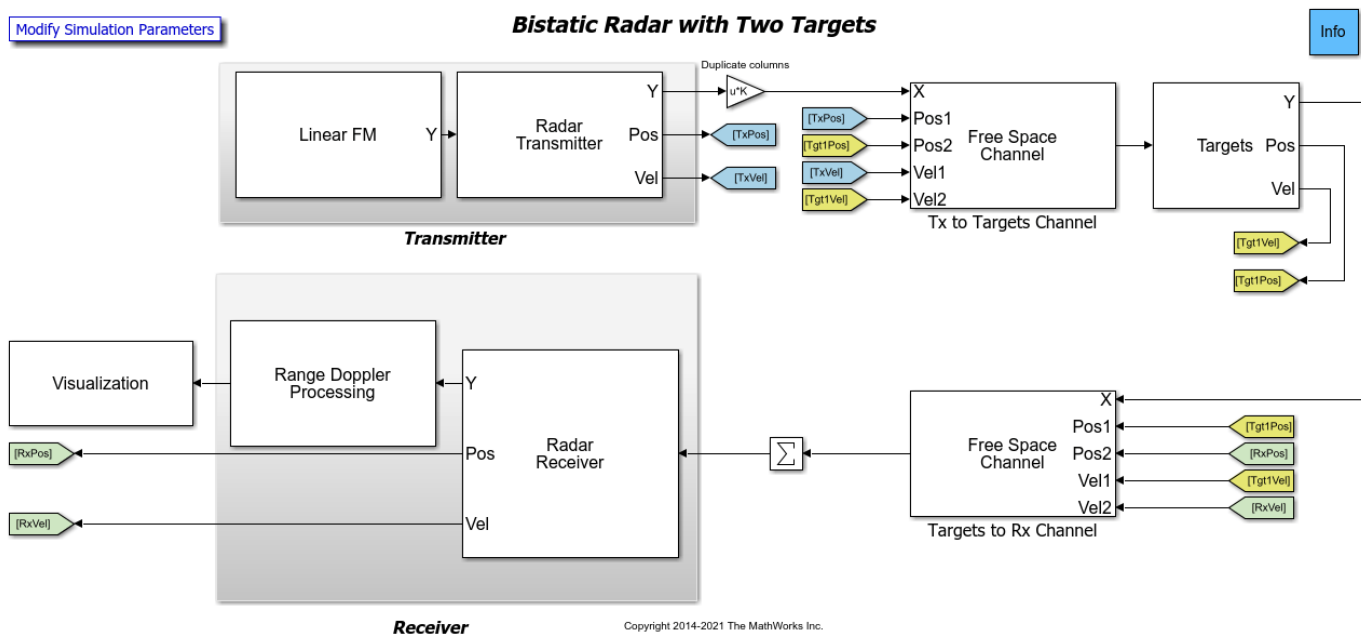 Modify Simulation Parameters
Bistatic Radar with Two Targets
Info
Duplicate columns
Linear FM
Y
Radar
Transmitter
Y
Pos
Vel
u*K
[TxPos]
[TxVel]
[TxPos]
[Tgt1Pos]
[TxVel]
[Tgt1Vel]
X
Pos1
Pos2
Vel1
Vel2
Free Space
Channel
Targets
Y
Pos
Vel
Transmitter
Tx to Targets Channel
[Tgt1Vel]
[Tgt1Pos]
Visualization
[RxPos]
[RxVel]
Range Doppler
Processing
Y
Pos
Vel
Radar
Receiver
Σ
Free Space
Channel
X
Pos1
Pos2
Vel1
Vel2
[Tgt1Pos]
[RxPos]
[Tgt1Vel]
[RxVel]
Targets to Rx Channel
Receiver
Copyright 2014-2021 The MathWorks Inc.